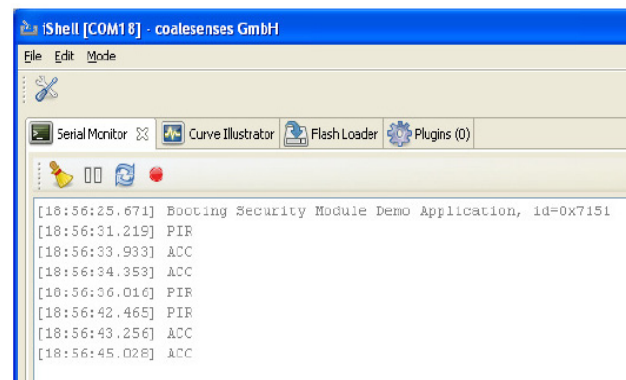 iShell [COM18] - coalesenses GmbH
File Edit Mode
Serial Monitor Curve Illustrator Flash Loader Plugins (0)
[18:56:25.671] Booting Security Module Demo Application, id=0x7151
[18:56:31.219] PIR
[18:56:33.933] ACC
[18:56:34.353] ACC
[18:56:36.016] PIR
[18:56:42.465] PIR
[18:56:43.256] ACC
[18:56:45.028] ACC